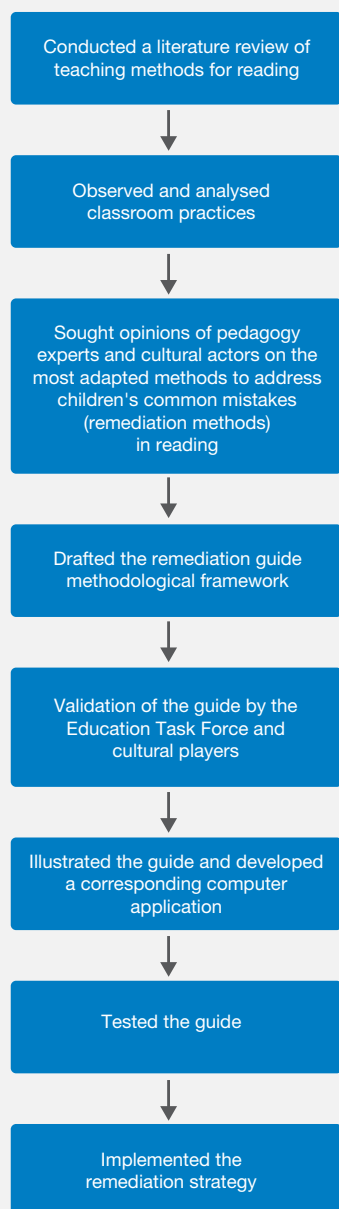 Conducted a literature review of
teaching methods for reading
Observed and analysed
classroom practices
Sought opinions of pedagogy
experts and cultural actors on the
most adapted methods to address
children's common mistakes
(remediation methods)
in reading
Drafted the remediation guide
methodological framework
Validation of the guide by the
Education Task Force and
cultural players
Illustrated the guide and developed
a corresponding computer
application
Tested the guide
Implemented the
remediation strategy